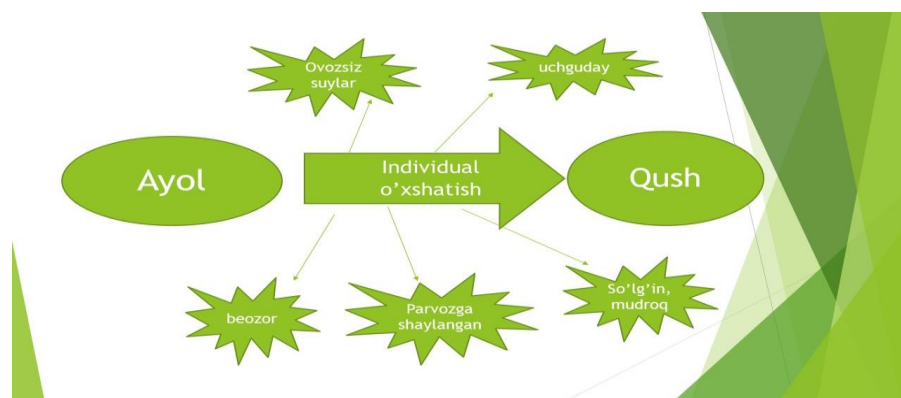 Ovozsiz
suylar
uchguday
Ayol
Individual
o’xshatish
Qush
beozor
Parvozga
shaylangan
So’lg’in,
mudroq